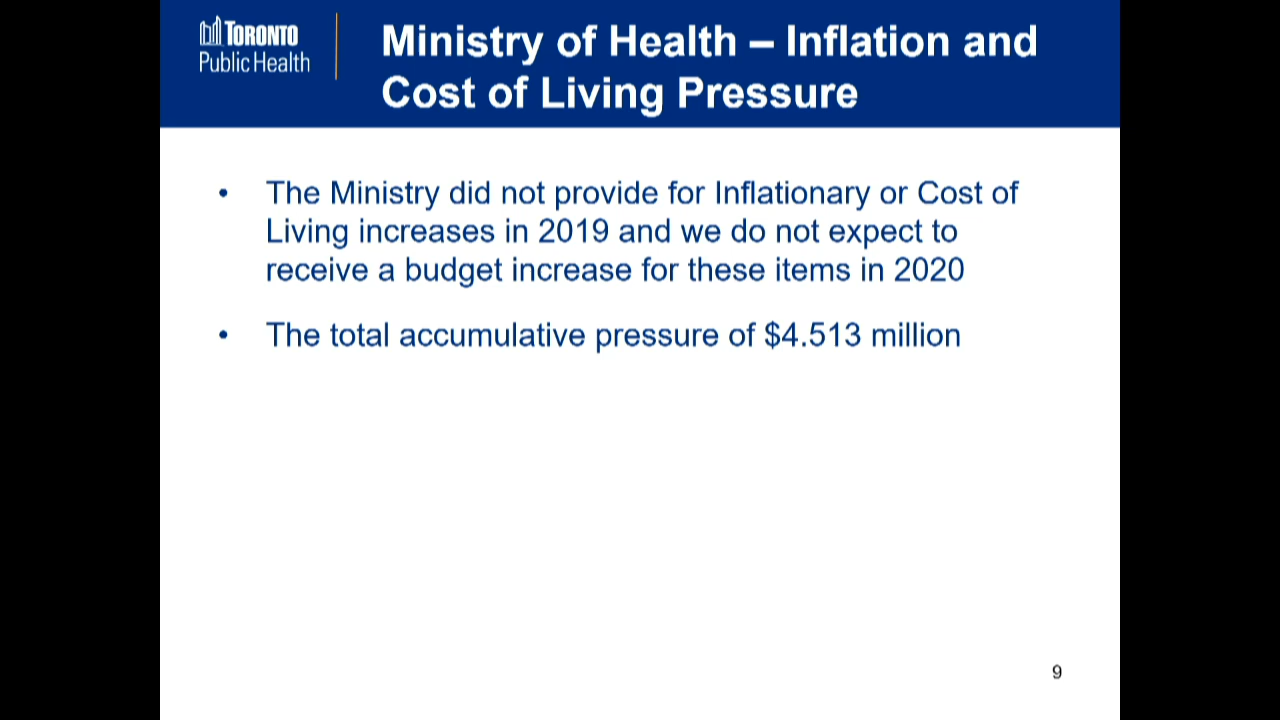 TORONTO
Public Health
Ministry of Health – Inflation and
Cost of Living Pressure
• The Ministry did not provide for Inflationary or Cost of
Living increases in 2019 and we do not expect to
receive a budget increase for these items in 2020
• The total accumulative pressure of $4.513 million
9